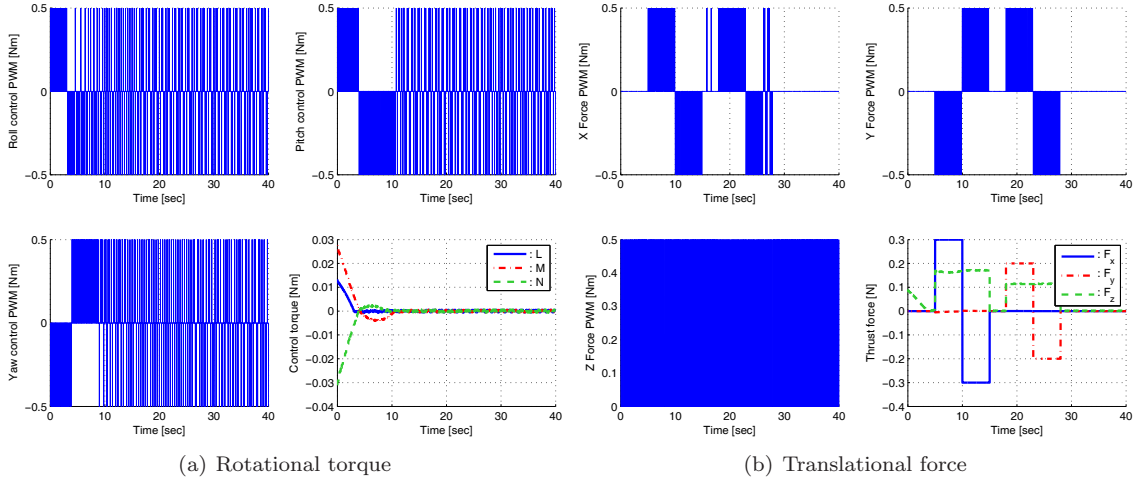 Roll control PWM [Nm]
0.5
0
−0.5
0 10 20 30 40
Time [sec]
Pitch control PWM [Nm]
0.5
0
−0.5
0 10 20 30 40
Time [sec]
X Force PWM [Nm]
0.5
0
−0.5
0 10 20 30 40
Time [sec]
Y Force PWM [Nm]
0.5
0
−0.5
0 10 20 30 40
Time [sec]
Yaw control PWM [Nm]
0.5
0
−0.5
0 10 20 30 40
Time [sec]
Control torque [Nm]
0.03
0.02
0.01
0
−0.01
−0.02
−0.03
−0.04
0 10 20 30 40
Time [sec]
: L
: M
: N
Z Force PWM [Nm]
0.5
0.4
0.3
0.2
0.1
0
0 10 20 30 40
Time [sec]
Thrust force [N]
0.3
0.2
0.1
0
−0.1
−0.2
−0.3
−0.4
0 10 20 30 40
Time [sec]
: Fx
: Fy
: Fz
(a) Rotational torque
(b) Translational force